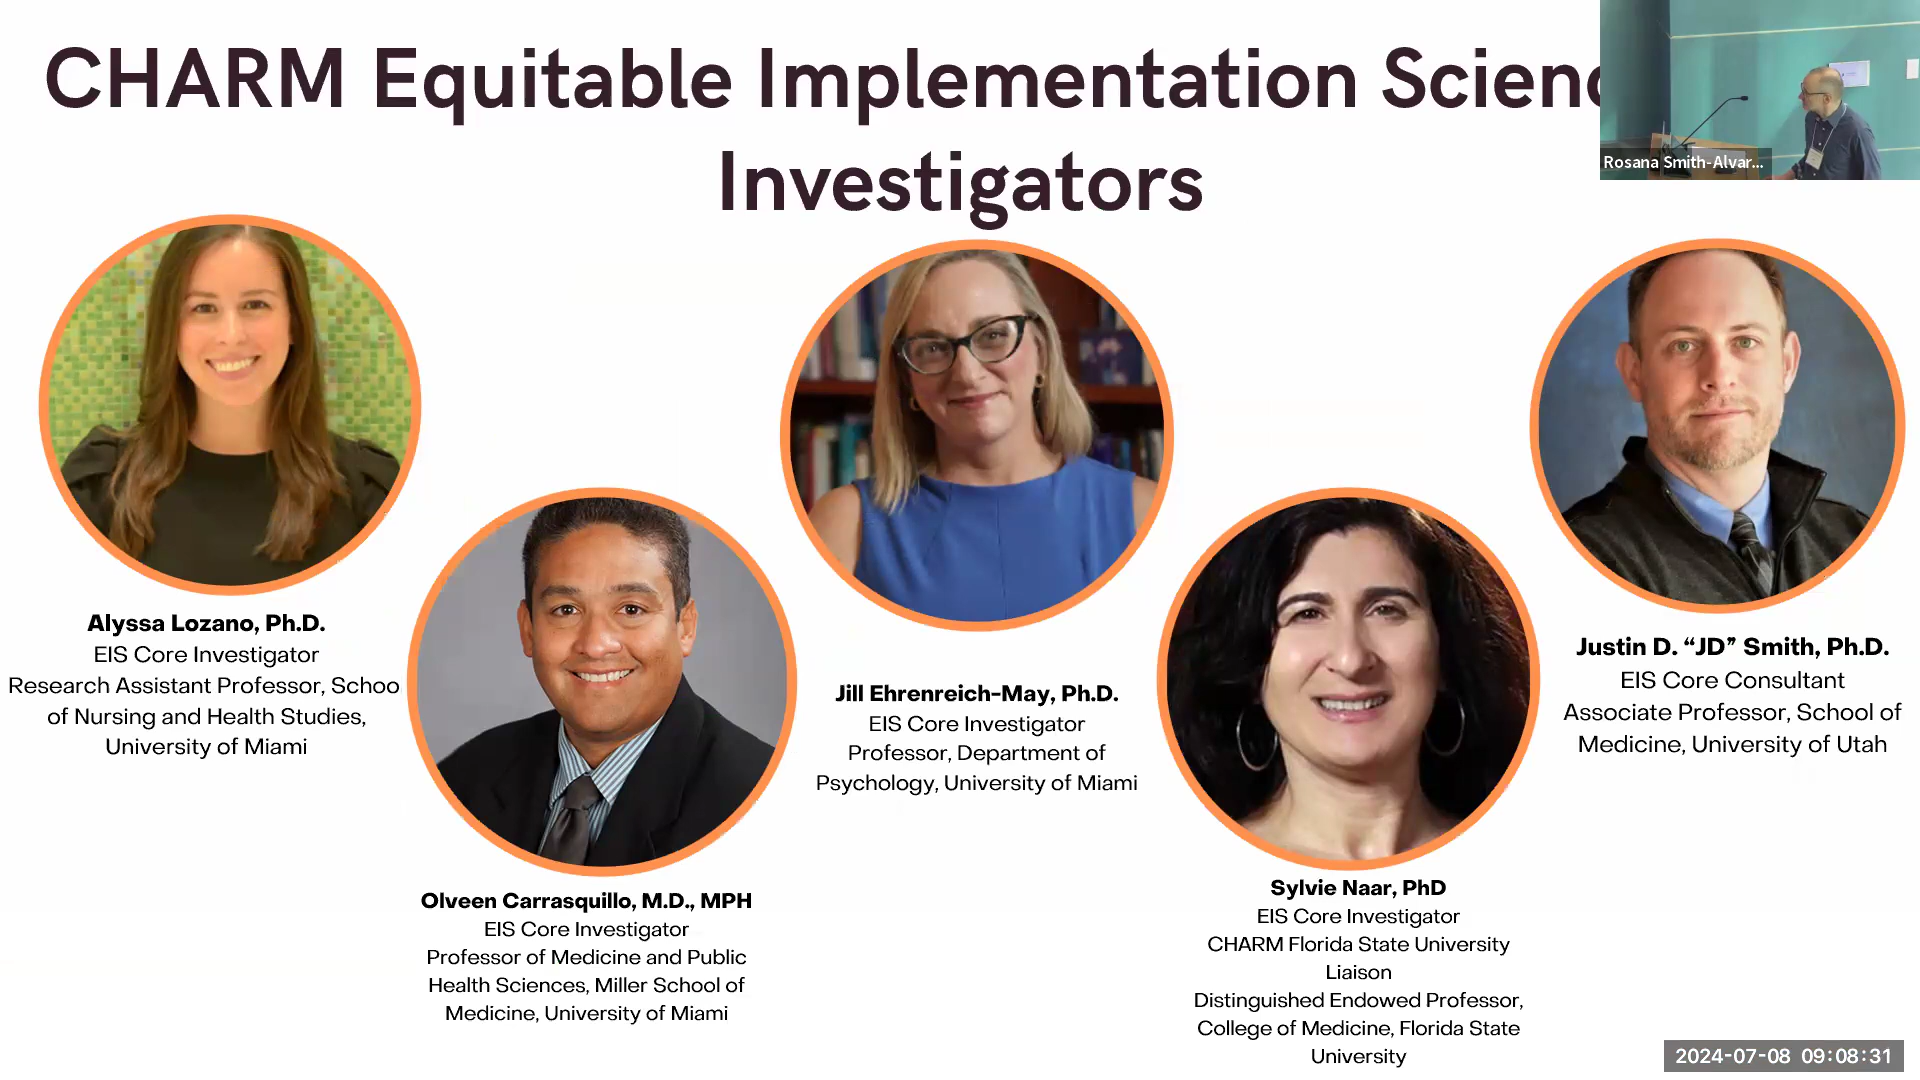 CHARM Equitable Implementation Scienc
Investigators
Rosana Smith-Alvar...
Alyssa Lozano, Ph.D.
EIS Core Investigator
Research Assistant Professor, Schoo
of Nursing and Health Studies,
University of Miami
Olveen Carrasquillo, M.D., MPH
EIS Core Investigator
Professor of Medicine and Public
Health Sciences, Miller School of
Medicine, University of Miami
Jill Ehrenreich-May, Ph.D.
EIS Core Investigator
Professor, Department of
Psychology, University of Miami
Sylvie Naar, PhD
EIS Core Investigator
CHARM Florida State University
Liaison
Distinguished Endowed Professor,
College of Medicine, Florida State
University
Justin D. “JD” Smith, Ph.D.
EIS Core Consultant
Associate Professor, School of
Medicine, University of Utah
2024-07-08 09:08:31